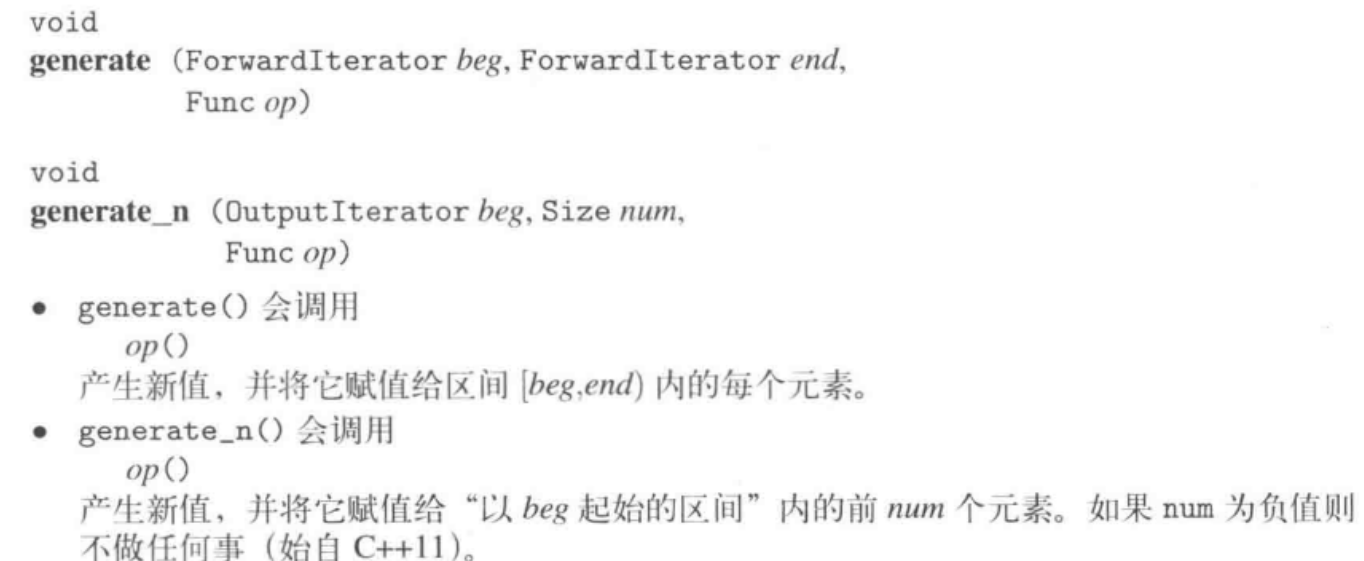 void
generate (ForwardIterator beg, ForwardIterator end,
Func op)
void
generate_n (OutputIterator beg, Size num,
Func op)
• generate() 会调用
op()
产生新值，并将它赋值给区间 [beg,end) 内的每个元素。
• generate_n() 会调用
op()
产生新值，并将它赋值给“以 beg 起始的区间”内的前 num 个元素。如果 num 为负值则
不做任何事（始自 C++11）。